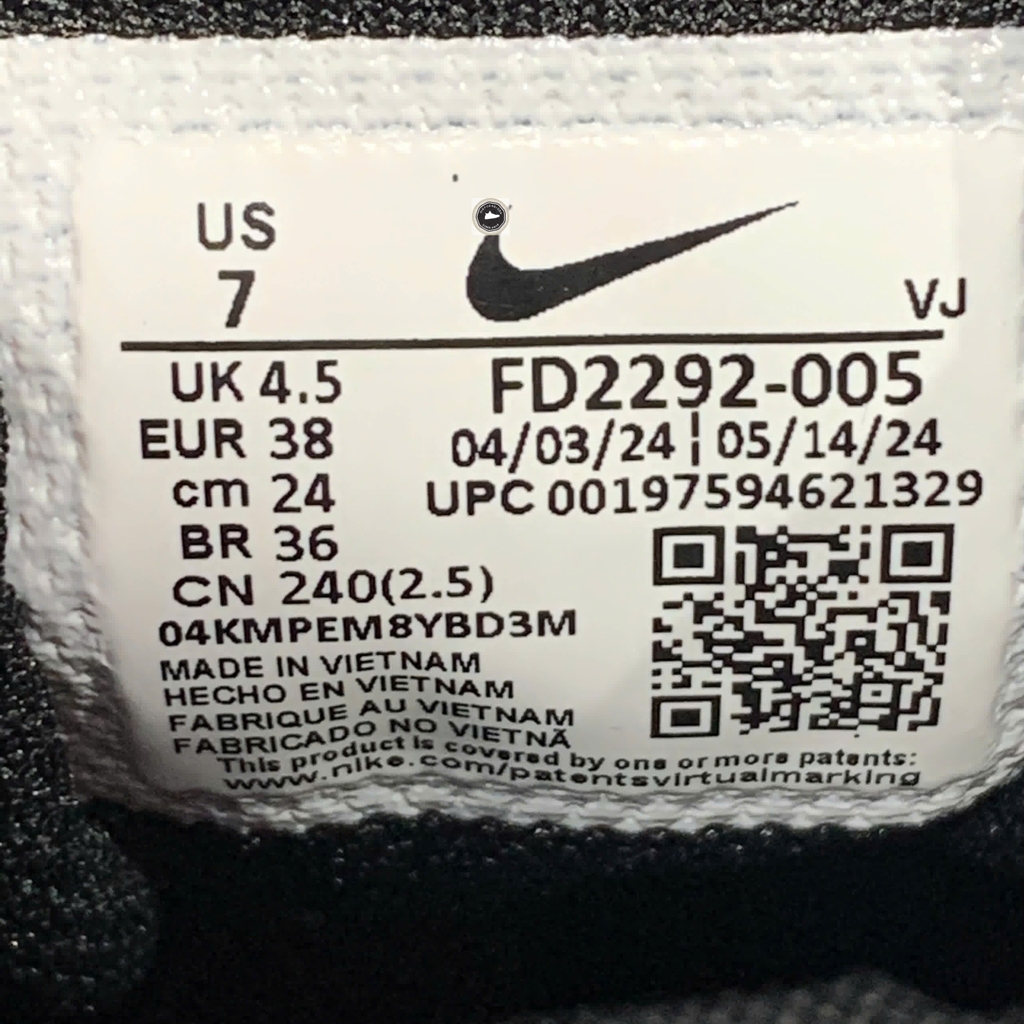 US
7
VJ
UK 4.5
FD2292-005
EUR 38
04/03/24 | 05/14/24
cm 24
UPC 00197594621329
BR 36
CN 240(2.5)
04KMPEM8YBD3M
MADE IN VIETNAM
HECHO EN VIETNAM
FABRIQUE AU VIETNAM
FABRICADO NO VIETNÃ
This product is covered by one or more patents:
www.nike.com/patentsvirtualmarking